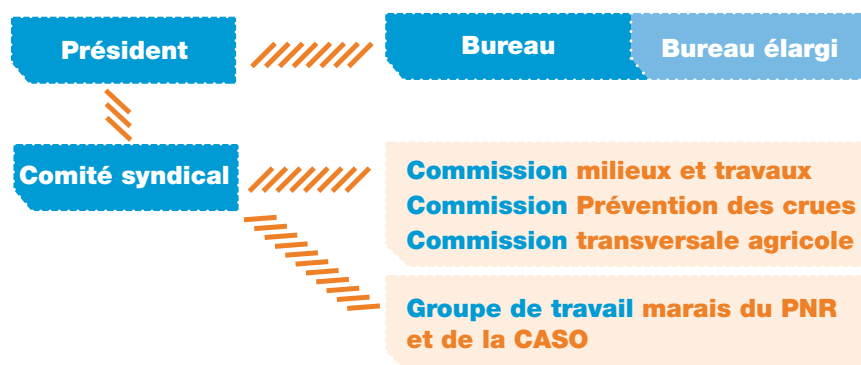 Président
Bureau
Bureau élargi
Comité syndical
Commission milieux et travaux
Commission Prévention des crues
Commission transversale agricole
Groupe de travail marais du PNR
et de la CASO